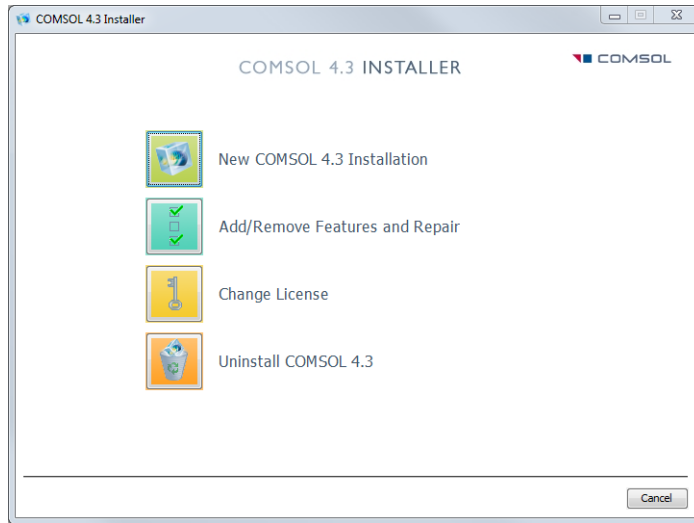 COMSOL 4.3 Installer
COMSOL 4.3 INSTALLER
COMSOL
New COMSOL 4.3 Installation
Add/Remove Features and Repair
Change License
Uninstall COMSOL 4.3
Cancel